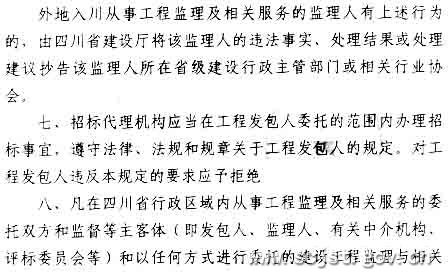 外地入川从事工程监理及相关服务的监理人有上述行为
的，由四川省建设厅将该监理人的违法事实、处理结果或处理
建议抄告该监理人所在省级建设行政主管部门或相关行业协
会。
七、招标代理机构应当在工程发包人委托的范围内办理招
标事宜，遵守法律、法规和规章关于工程发包人的规定。对工
程发包人违反本规定的要求应予拒绝
八、凡在四川省行政区域内从事工程监理及相关服务的委
托双方和监督等主客体（即发包人、监理人、有关中介机构、
评标委员会等）和以任何方式进行委托的建设工程监理与相关